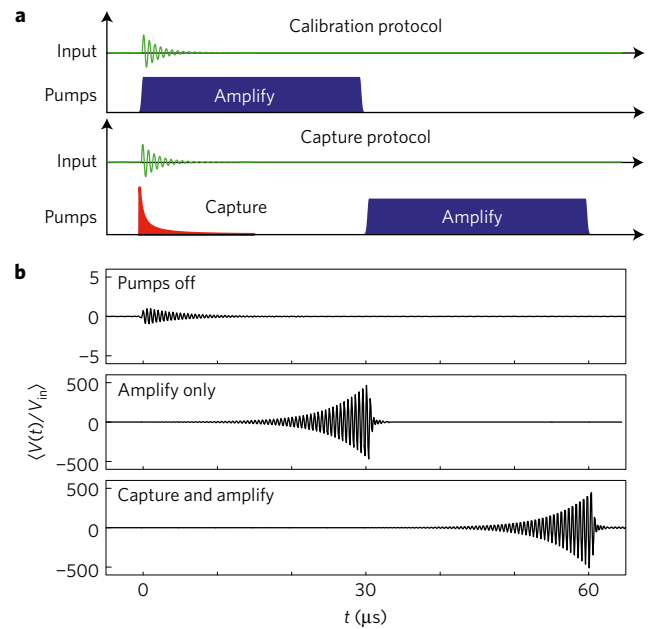 a
Calibration protocol
Input
Pumps
Amplify
Capture protocol
Input
Pumps
Capture
Amplify
b
Pumps off
5
0
−5
Amplify only
500
0
−500
Capture and amplify
500
0
−500
⟨V(t)/V_in⟩
0 30 60
t (μs)